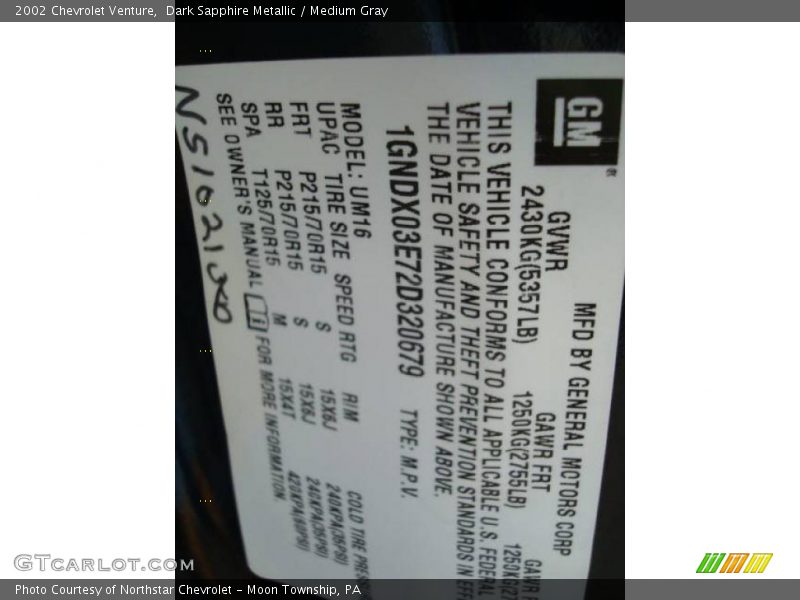 2002 Chevrolet Venture,  Dark Sapphire Metallic / Medium Gray
GM
MFD BY GENERAL MOTORS CORP
GVWR GAWR FRT GAWR
2430KG(5357LB) 1250KG(2755LB)
THIS VEHICLE CONFORMS TO ALL APPLICABLE U.S. FEDERAL
VEHICLE SAFETY AND THEFT PREVENTION STANDARDS IN
THE DATE OF MANUFACTURE SHOWN ABOVE.
1GNDX03E72D320679 TYPE: M.P.V.
MODEL: UM16
UPAC TIRE SIZE SPEED RTG RIM COLD TIRE
FRT P215/70R15 S 15X6J 240KPA(35PSI)
RR P215/70R15 S 15X6J 240KPA(35PSI)
SPA T125/70R15 M 15X4T 420KPA(60PSI)
SEE OWNER'S MANUAL FOR MORE INFORMATION.
GTCARLOT.COM
Photo Courtesy of Northstar Chevrolet - Moon Township, PA